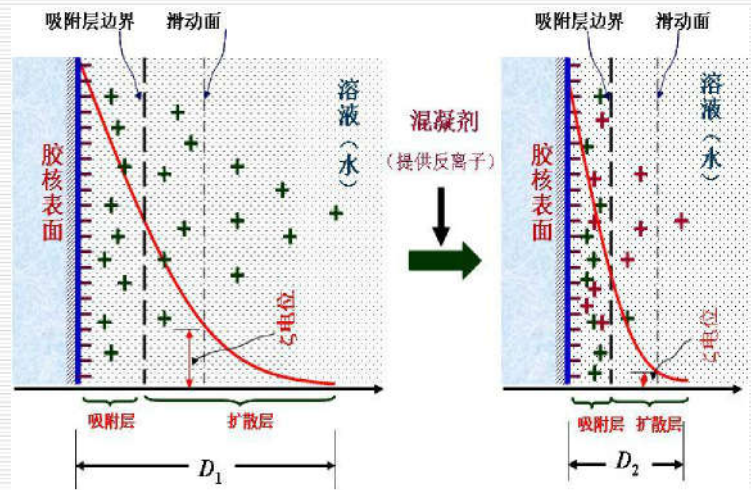 吸附层边界 滑动面
胶核表面
溶液（水）
ζ电位
吸附层 扩散层
D1
混凝剂
（提供反离子）
吸附层边界 滑动面
胶核表面
溶液（水）
ζ电位
吸附层 扩散层
D2